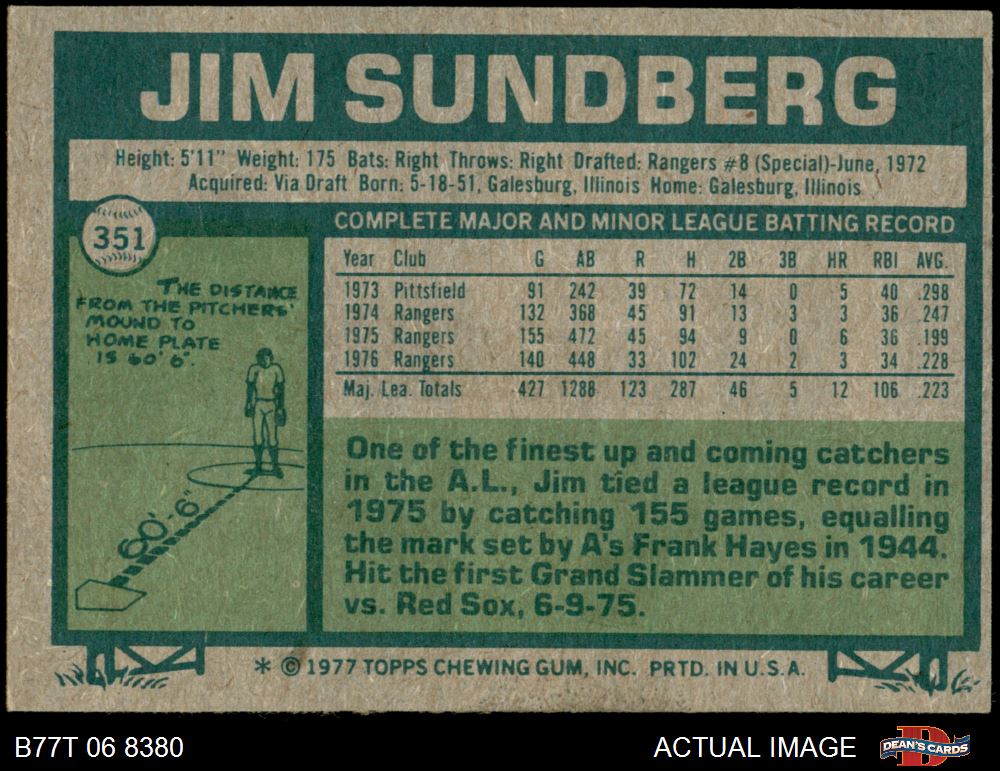 JIM SUNDBERG
Height: 5'11" Weight: 175 Bats: Right Throws: Right Drafted: Rangers #8 (Special)-June, 1972
Acquired: Via Draft Born: 5-18-51, Galesburg, Illinois Home: Galesburg, Illinois
351
THE DISTANCE
FROM THE PITCHERS'
MOUND TO
HOME PLATE
IS 60' 6".
60'-6"
COMPLETE MAJOR AND MINOR LEAGUE BATTING RECORD
Year Club G AB R H 2B 3B HR RBI AVG.
1973 Pittsfield 91 242 39 72 14 0 5 40 .298
1974 Rangers 132 368 45 91 13 3 3 36 .247
1975 Rangers 155 472 45 94 9 0 6 36 .199
1976 Rangers 140 448 33 102 24 2 3 34 .228
Maj. Lea. Totals 427 1288 123 287 46 5 12 106 .223
One of the finest up and coming catchers
in the A.L., Jim tied a league record in
1975 by catching 155 games, equalling
the mark set by A's Frank Hayes in 1944.
Hit the first Grand Slammer of his career
vs. Red Sox, 6-9-75.
* © 1977 TOPPS CHEWING GUM, INC. PRTD. IN U.S.A.
B77T 06 8380
ACTUAL IMAGE
DEAN'S CARDS